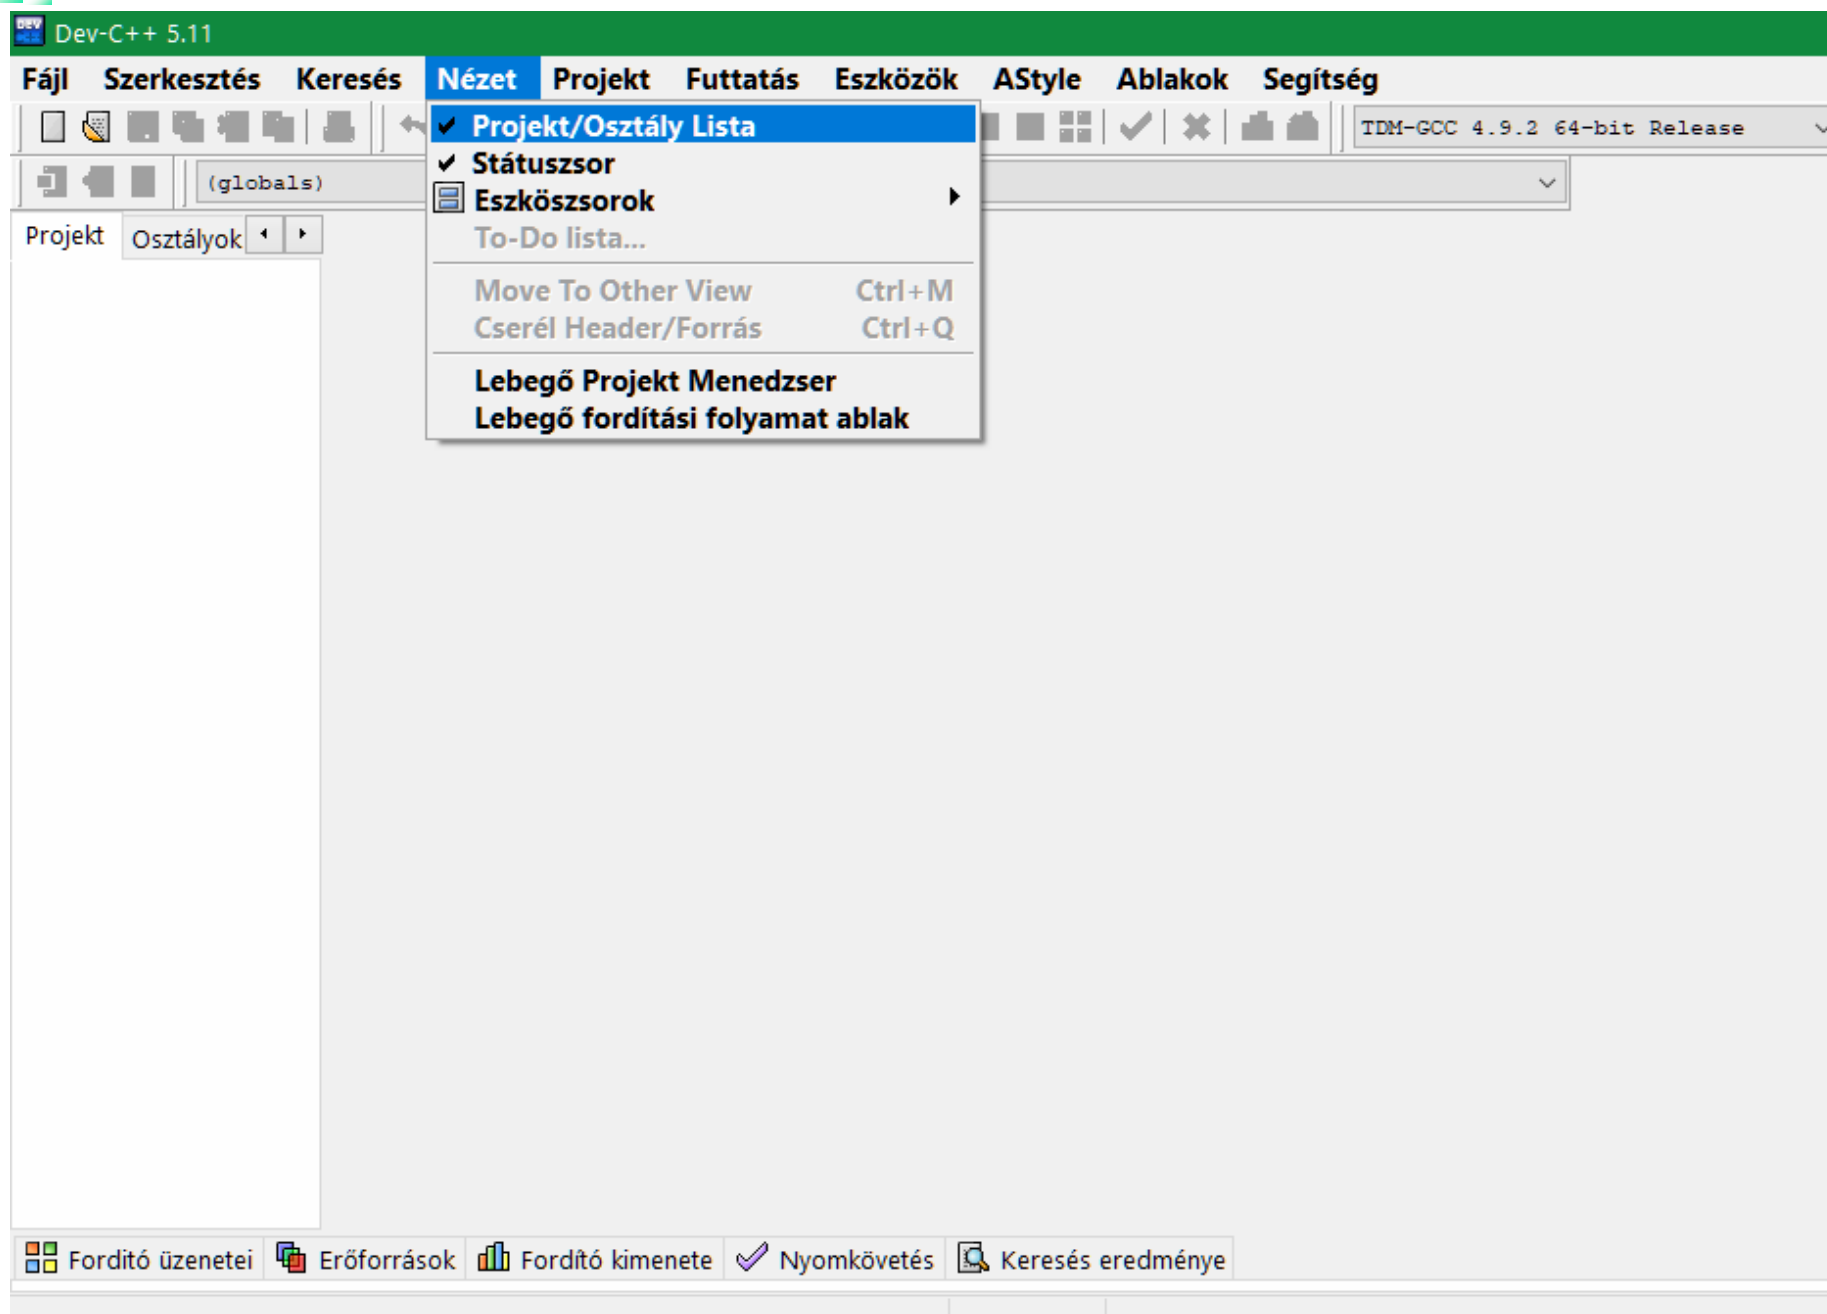 Dev-C++ 5.11
Fájl Szerkesztés Keresés Nézet Projekt Futtatás Eszközök AStyle Ablakok Segítség
TDM-GCC 4.9.2 64-bit Release
(globals)
Projekt Osztályok
Projekt/Osztály Lista
Státuszsor
Eszköszsorok
To-Do lista...
Move To Other View Ctrl+M
Cserél Header/Forrás Ctrl+Q
Lebegő Projekt Menedzser
Lebegő fordítási folyamat ablak
Forditó üzenetei Erőforrások Fordító kimenete Nyomkövetés Keresés eredménye